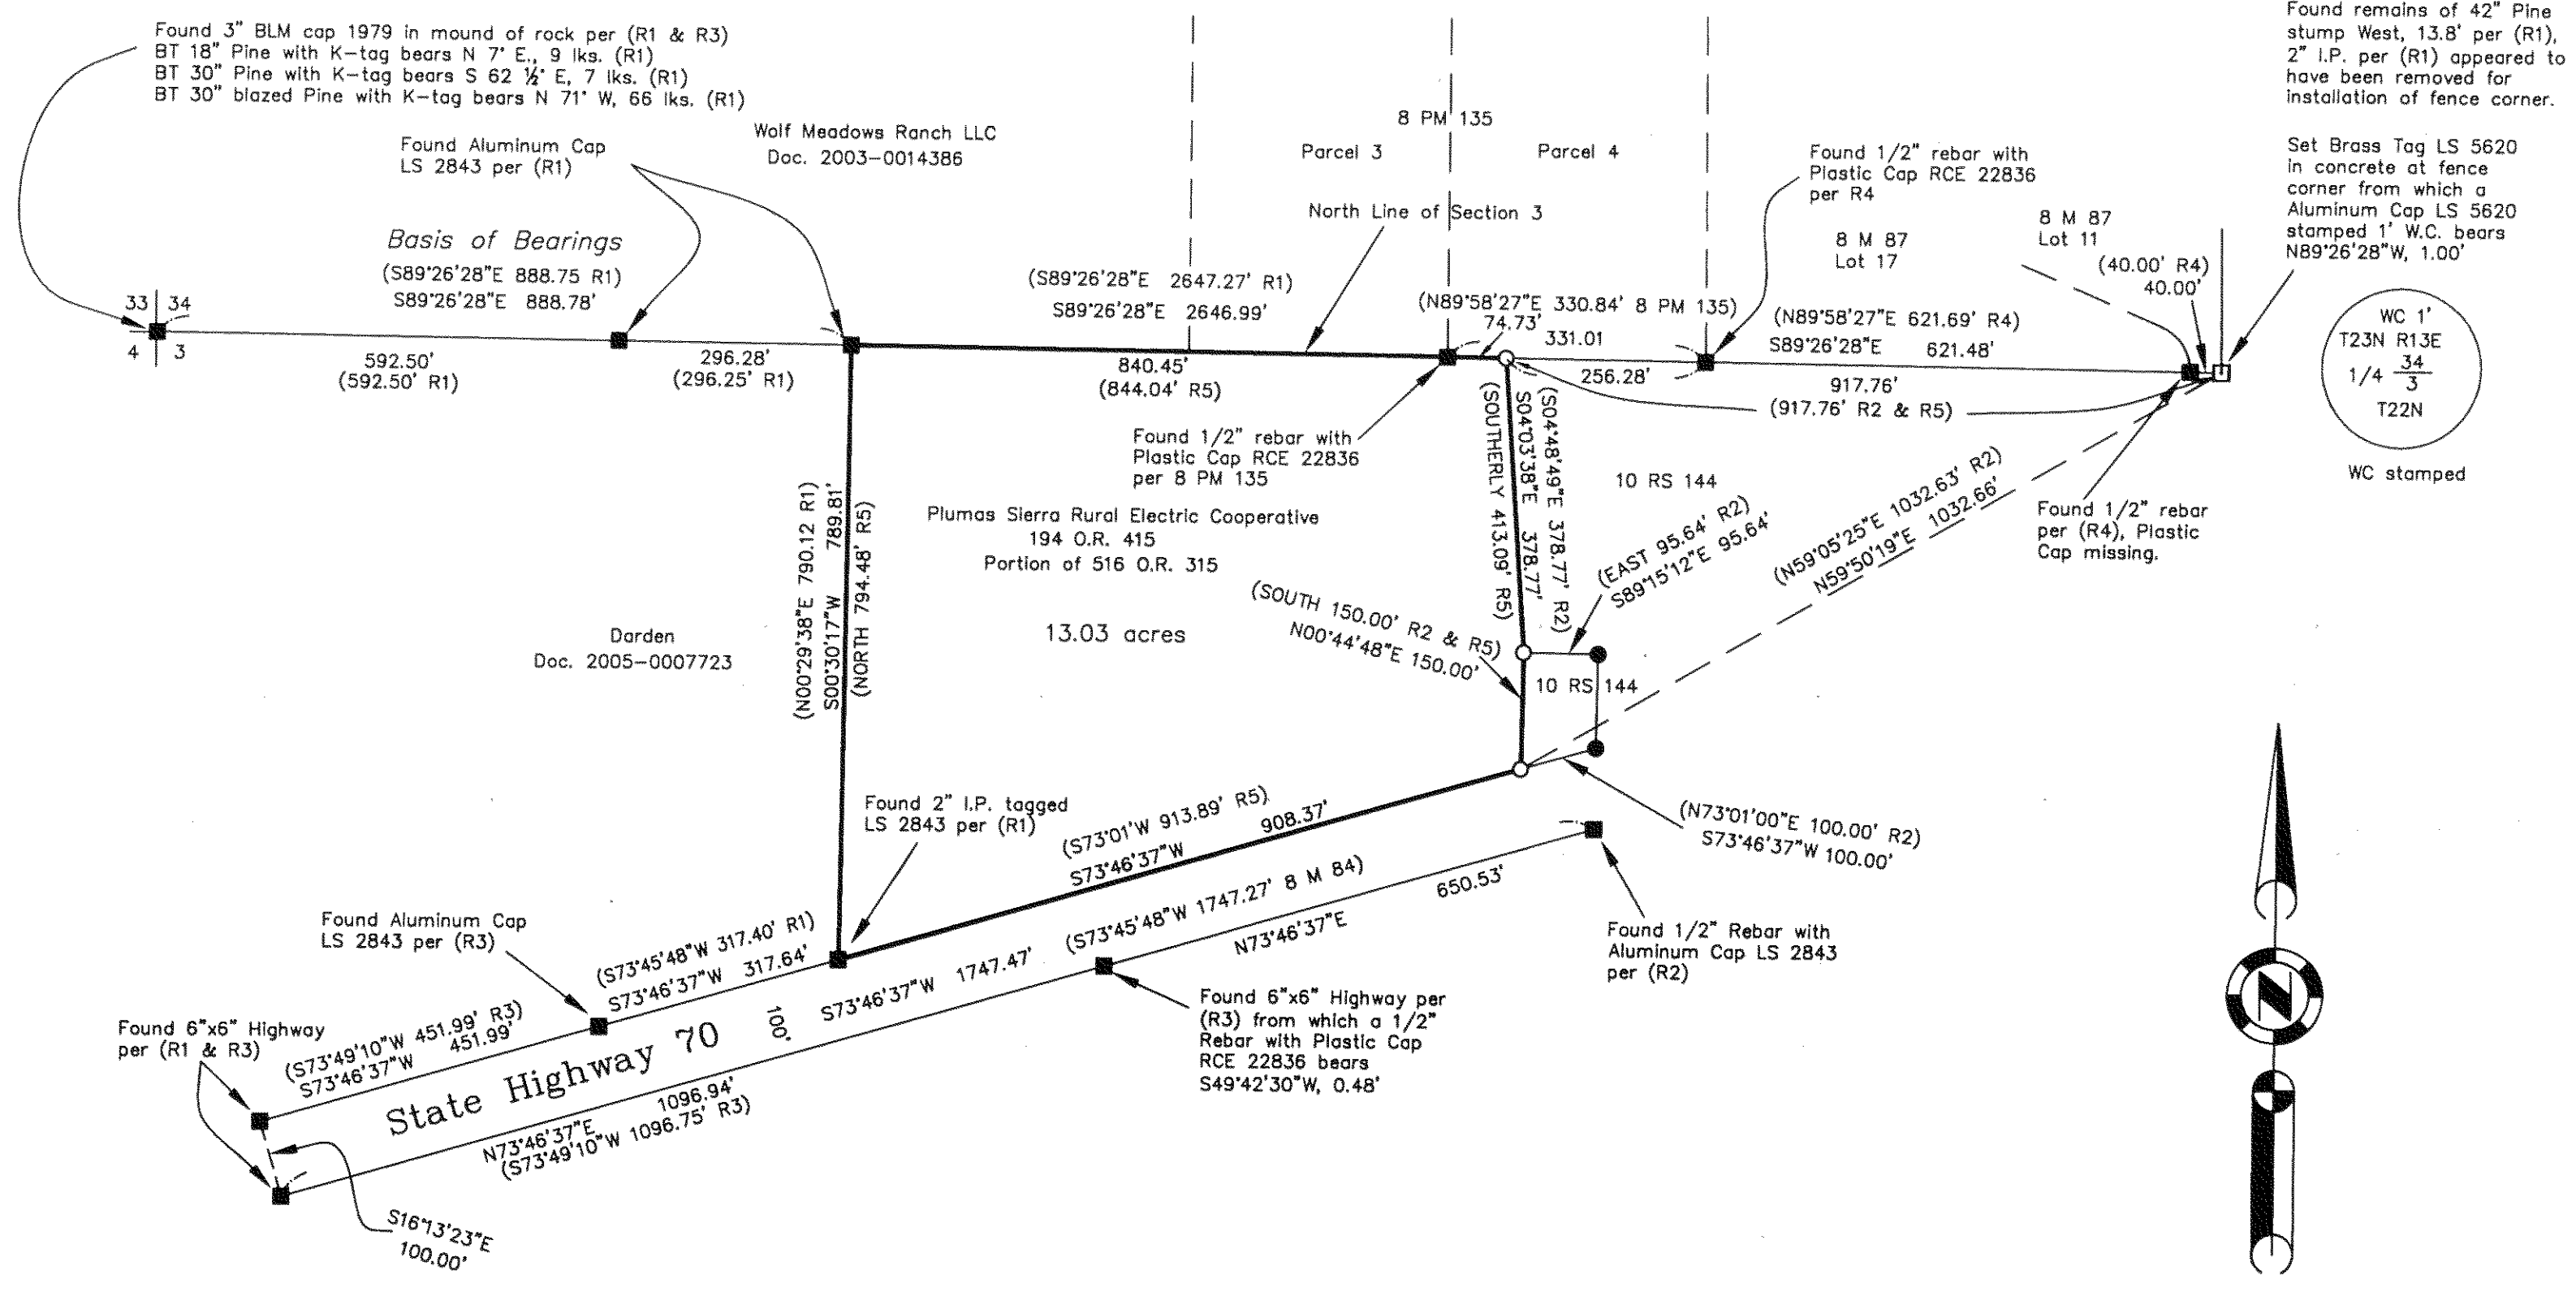 Found 3" BLM cap 1979 in mound of rock per (R1 & R3)
BT 18" Pine with K-tag bears N 7° E., 9 lks. (R1)
BT 30" Pine with K-tag bears S 62 ½° E, 7 lks. (R1)
BT 30" blazed Pine with K-tag bears N 71° W, 66 lks. (R1)
Found Aluminum Cap
LS 2843 per (R1)
Wolf Meadows Ranch LLC
Doc. 2003-0014386
8 PM 135
Parcel 3
Parcel 4
North Line of Section 3
Found 1/2" rebar with
Plastic Cap RCE 22836
per R4
8 M 87
Lot 17
8 M 87
Lot 11
(40.00' R4)
40.00'
Found remains of 42" Pine
stump West, 13.8' per (R1),
2" I.P. per (R1) appeared to
have been removed for
installation of fence corner.
Set Brass Tag LS 5620
in concrete at fence
corner from which a
Aluminum Cap LS 5620
stamped 1' W.C. bears
N89°26'28"W, 1.00'
Basis of Bearings
(S89°26'28"E 888.75 R1)
S89°26'28"E 888.78'
(S89°26'28"E 2647.27' R1)
S89°26'28"E 2646.99'
(N89°58'27"E 330.84' 8 PM 135)
74.73'
331.01
(N89°58'27"E 621.69' R4)
S89°26'28"E 621.48'
33 34
4 3
592.50'
(592.50' R1)
296.28'
(296.25' R1)
840.45'
(844.04' R5)
256.28'
917.76'
(917.76' R2 & R5)
WC 1'
T23N R13E
1/4 34
3
T22N
WC stamped
Found 1/2" rebar with
Plastic Cap RCE 22836
per 8 PM 135
(SOUTHERLY 413.09' R5)
S04°03'38"E 378.77'
(S04°48'49"E 378.77' R2)
10 RS 144
(EAST 95.64' R2)
S89°15'12"E 95.64'
(N59°05'25"E 1032.63' R2)
N59°50'19"E 1032.66'
Found 1/2" rebar
per (R4), Plastic
Cap missing.
Plumas Sierra Rural Electric Cooperative
194 O.R. 415
Portion of 516 O.R. 315
13.03 acres
(N00°29'38"E 790.12 R1)
S00°30'17"W 789.81'
(NORTH 794.48' R5)
Darden
Doc. 2005-0007723
(SOUTH 150.00' R2 & R5)
N00°44'48"E 150.00'
10 RS 144
Found 2" I.P. tagged
LS 2843 per (R1)
(S73°01'W 913.89' R5)
S73°46'37"W 908.37'
(N73°01'00"E 100.00' R2)
S73°46'37"W 100.00'
Found Aluminum Cap
LS 2843 per (R3)
(S73°45'48"W 317.40' R1)
S73°46'37"W 317.64'
S73°46'37"W 1747.47'
(S73°45'48"W 1747.27' 8 M 84)
N73°46'37"E 650.53'
Found 1/2" Rebar with
Aluminum Cap LS 2843
per (R2)
Found 6"x6" Highway per
(R3) from which a 1/2"
Rebar with Plastic Cap
RCE 22836 bears
S49°42'30"W, 0.48'
Found 6"x6" Highway
per (R1 & R3)
(S73°49'10"W 451.99' R3)
S73°46'37"W 451.99'
State Highway 70
100'
N73°46'37"E 1096.94'
(S73°49'10"W 1096.75' R3)
S16°13'23"E
100.00'
N